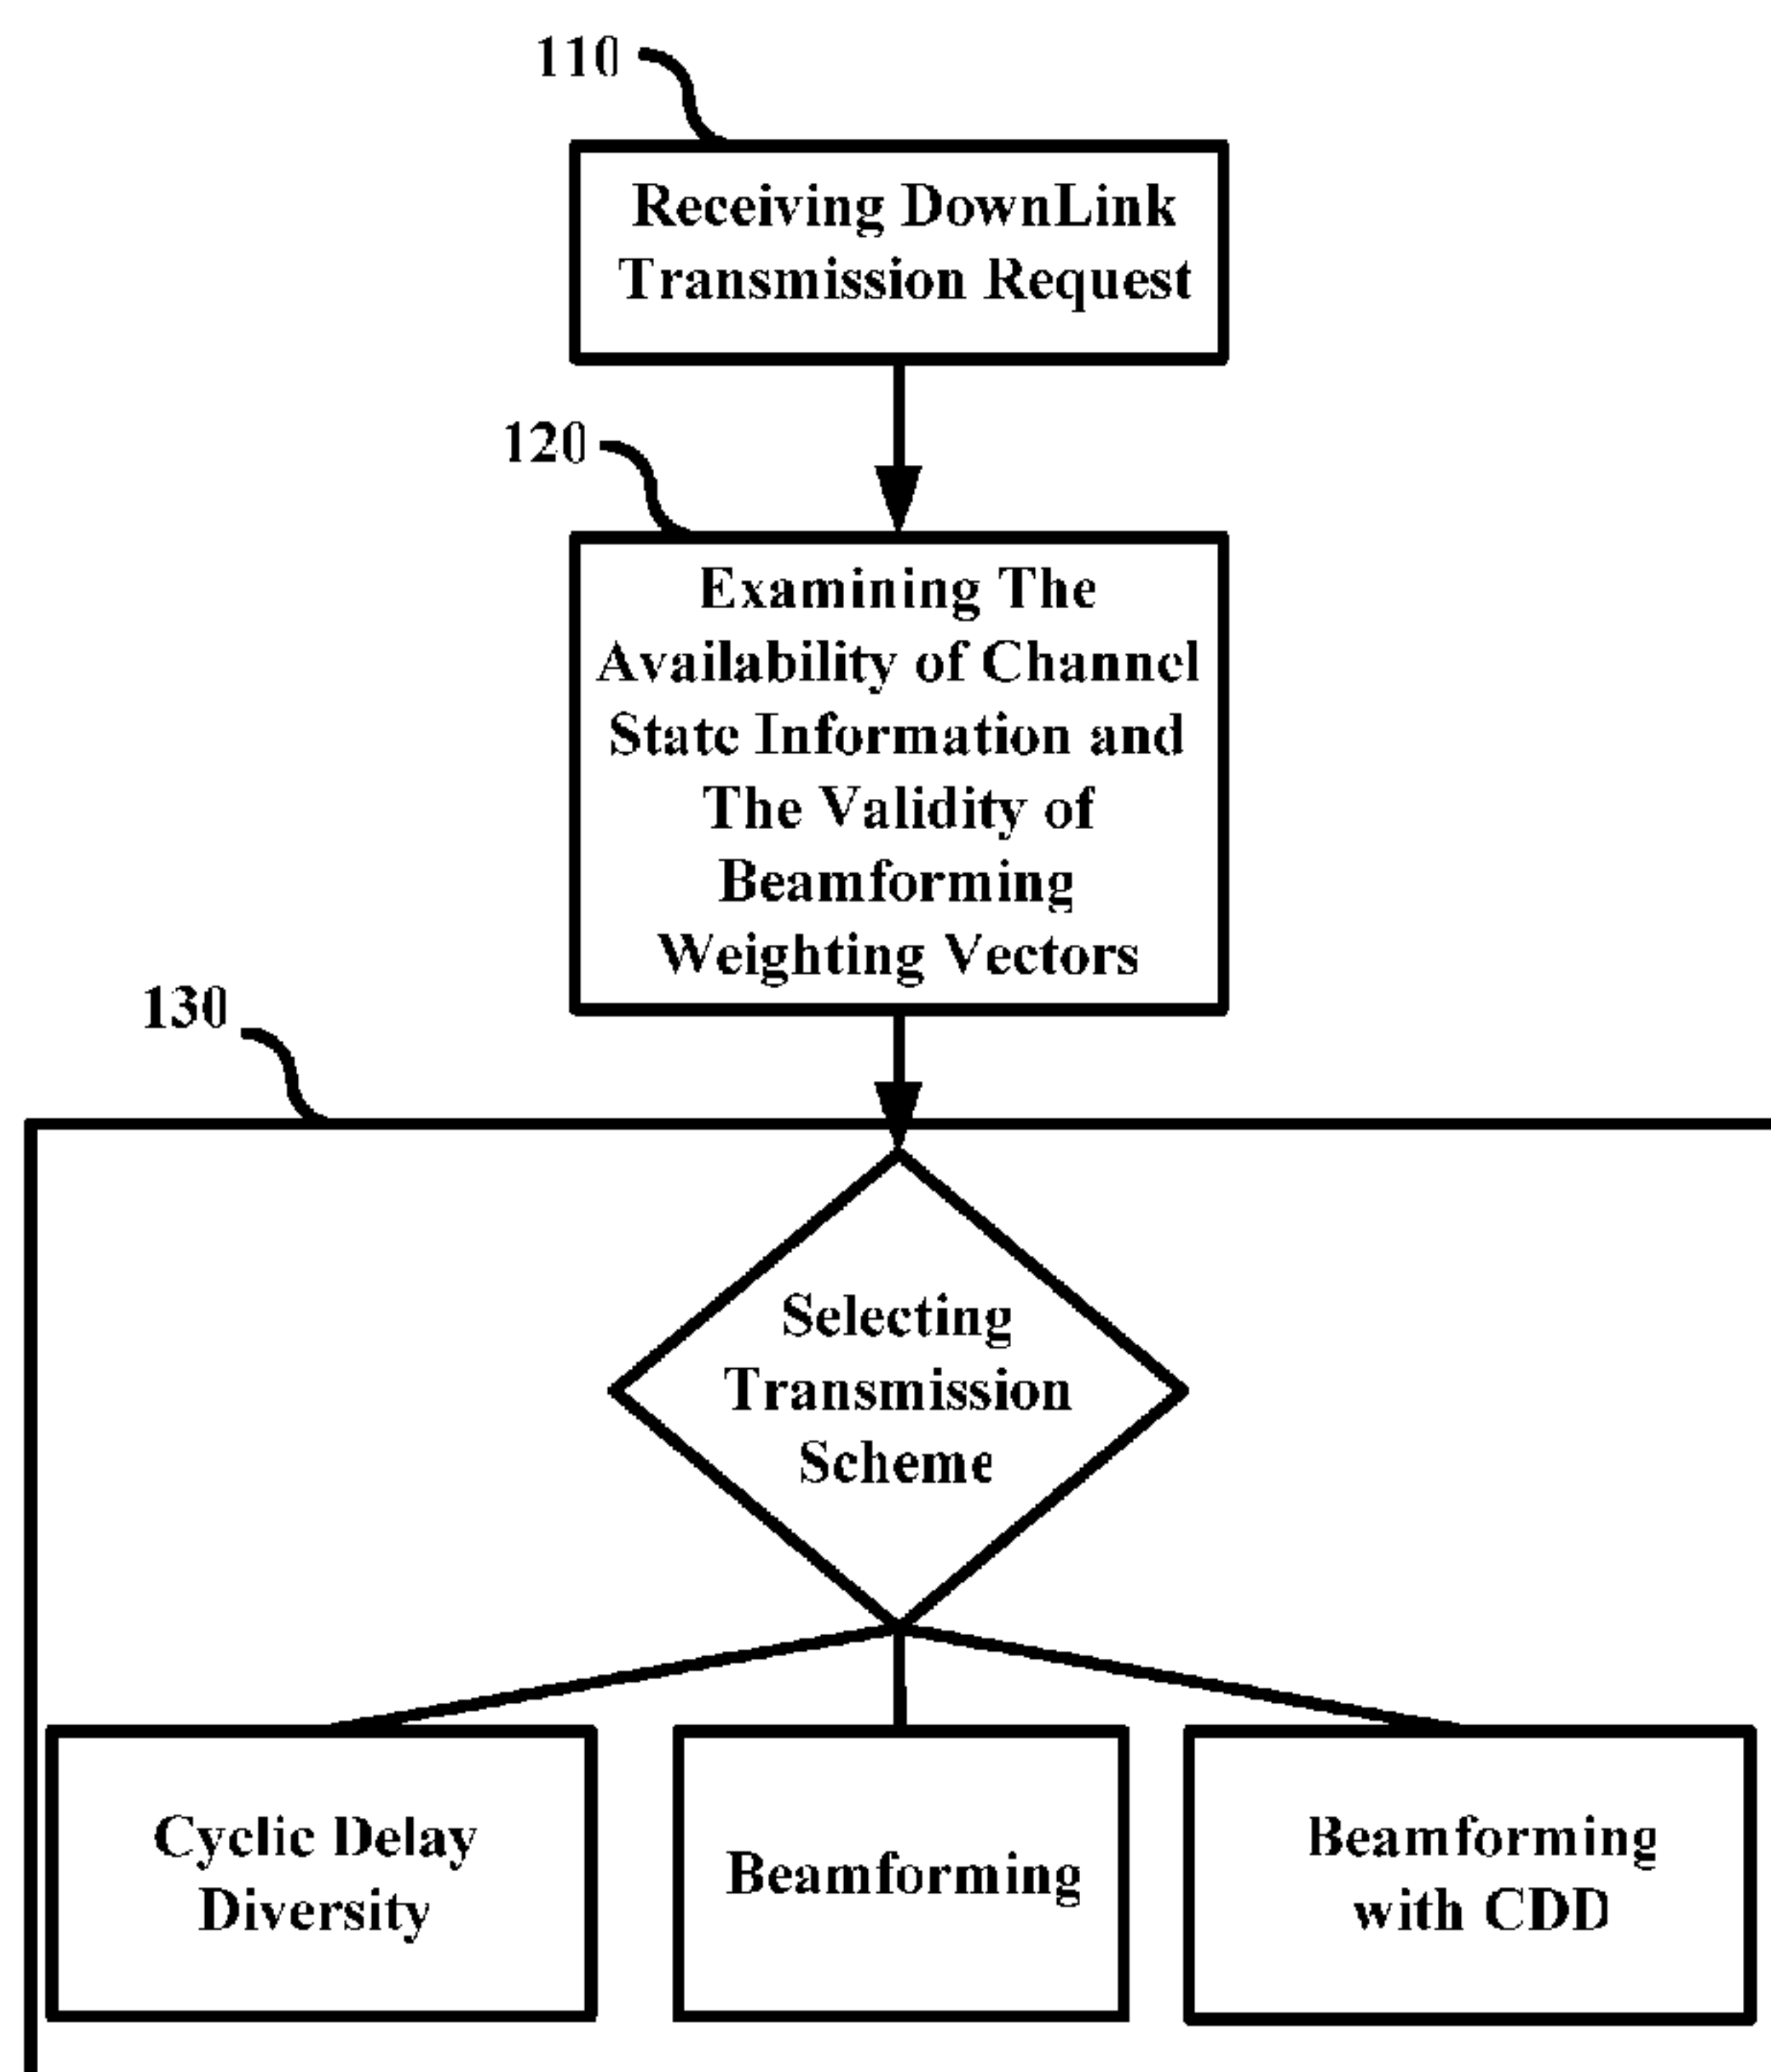 110
Receiving DownLink
Transmission Request
120
Examining The
Availability of Channel
State Information and
The Validity of
Beamforming
Weighting Vectors
130
Selecting
Transmission
Scheme
Cyclic Delay
Diversity
Beamforming
Beamforming
with CDD